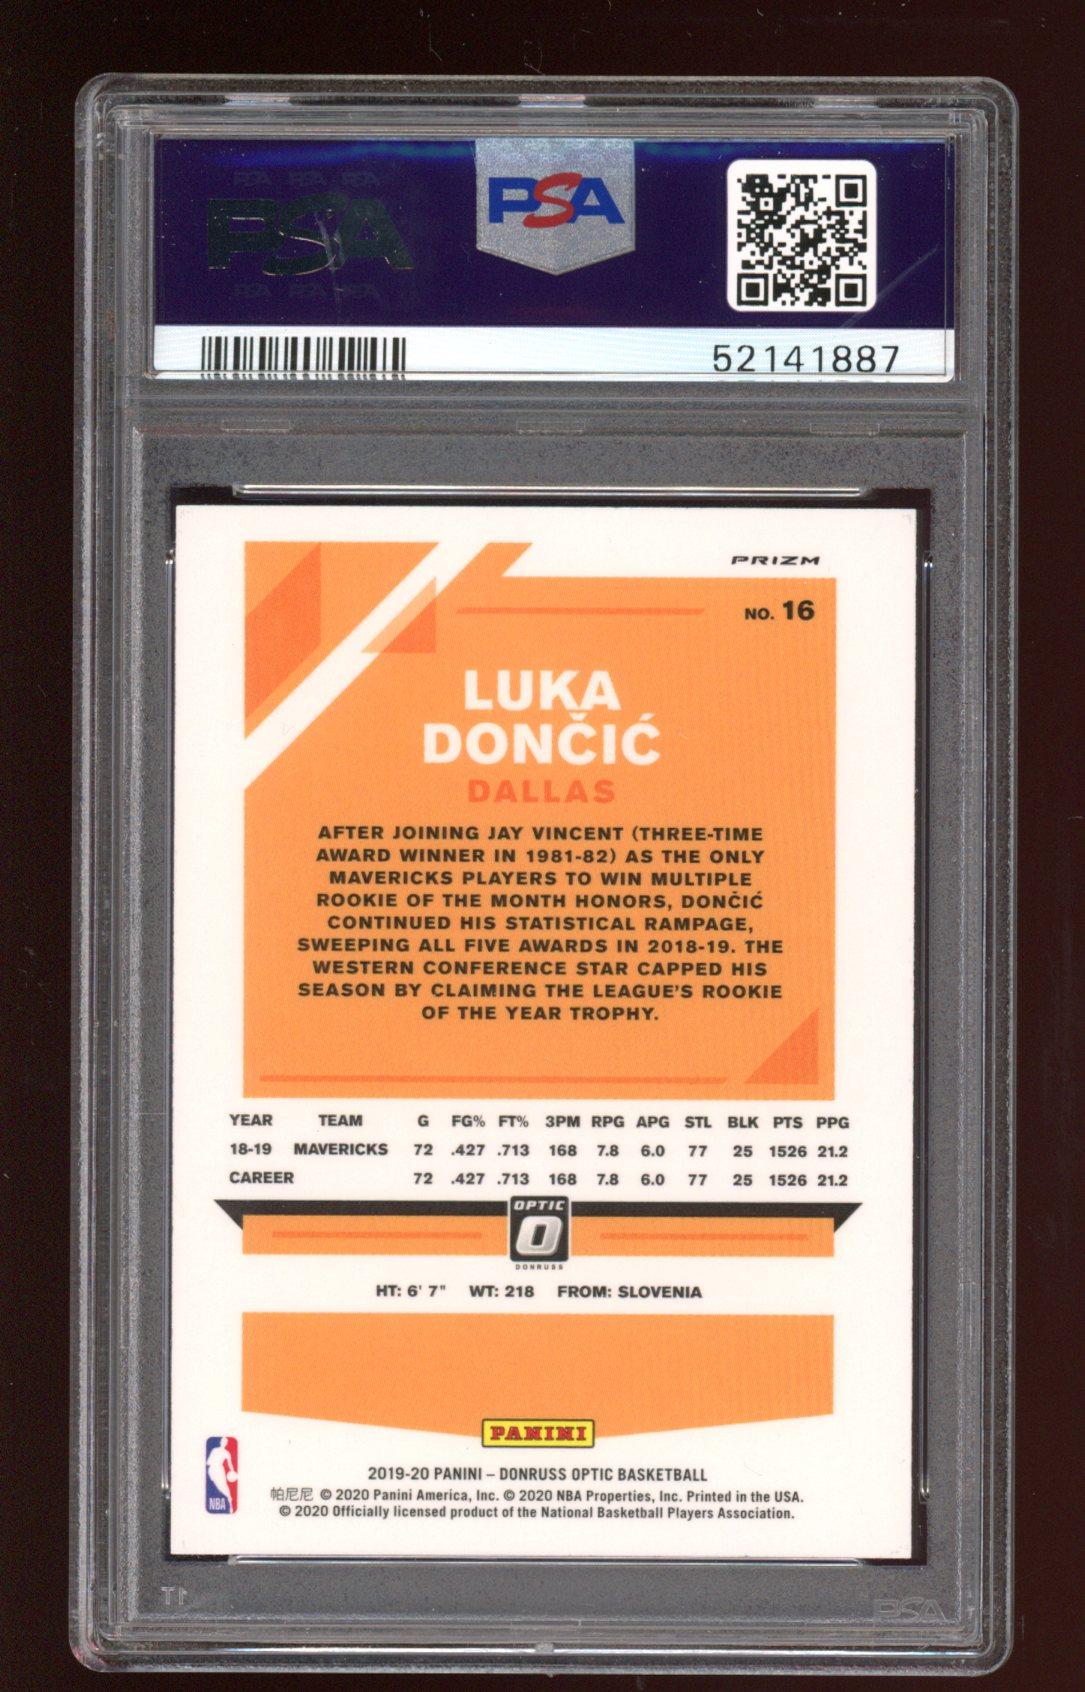 PSA PSA PSA
PSA
PSA
PSA PSA PSA
52141887
PRIZM
NO. 16
LUKA
DONČIĆ
DALLAS
AFTER JOINING JAY VINCENT (THREE-TIME
AWARD WINNER IN 1981-82) AS THE ONLY
MAVERICKS PLAYERS TO WIN MULTIPLE
ROOKIE OF THE MONTH HONORS, DONČIĆ
CONTINUED HIS STATISTICAL RAMPAGE,
SWEEPING ALL FIVE AWARDS IN 2018-19. THE
WESTERN CONFERENCE STAR CAPPED HIS
SEASON BY CLAIMING THE LEAGUE'S ROOKIE
OF THE YEAR TROPHY.
YEAR TEAM G FG% FT% 3PM RPG APG STL BLK PTS PPG
18-19 MAVERICKS 72 .427 .713 168 7.8 6.0 77 25 1526 21.2
CAREER 72 .427 .713 168 7.8 6.0 77 25 1526 21.2
OPTIC
O
DONRUSS
HT: 6' 7" WT: 218 FROM: SLOVENIA
PANINI
NBA
2019-20 PANINI – DONRUSS OPTIC BASKETBALL
帕尼尼 © 2020 Panini America, Inc. © 2020 NBA Properties, Inc. Printed in the USA.
© 2020 Officially licensed product of the National Basketball Players Association.
PSA